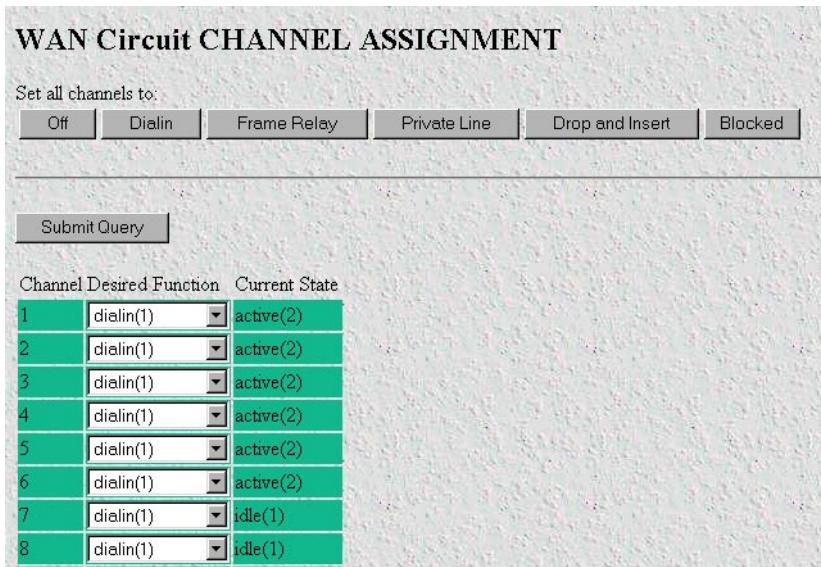 WAN Circuit CHANNEL ASSIGNMENT
Set all channels to:
Off Dialin Frame Relay Private Line Drop and Insert Blocked
Submit Query
Channel Desired Function Current State
1 dialin(1) active(2)
2 dialin(1) active(2)
3 dialin(1) active(2)
4 dialin(1) active(2)
5 dialin(1) active(2)
6 dialin(1) active(2)
7 dialin(1) idle(1)
8 dialin(1) idle(1)